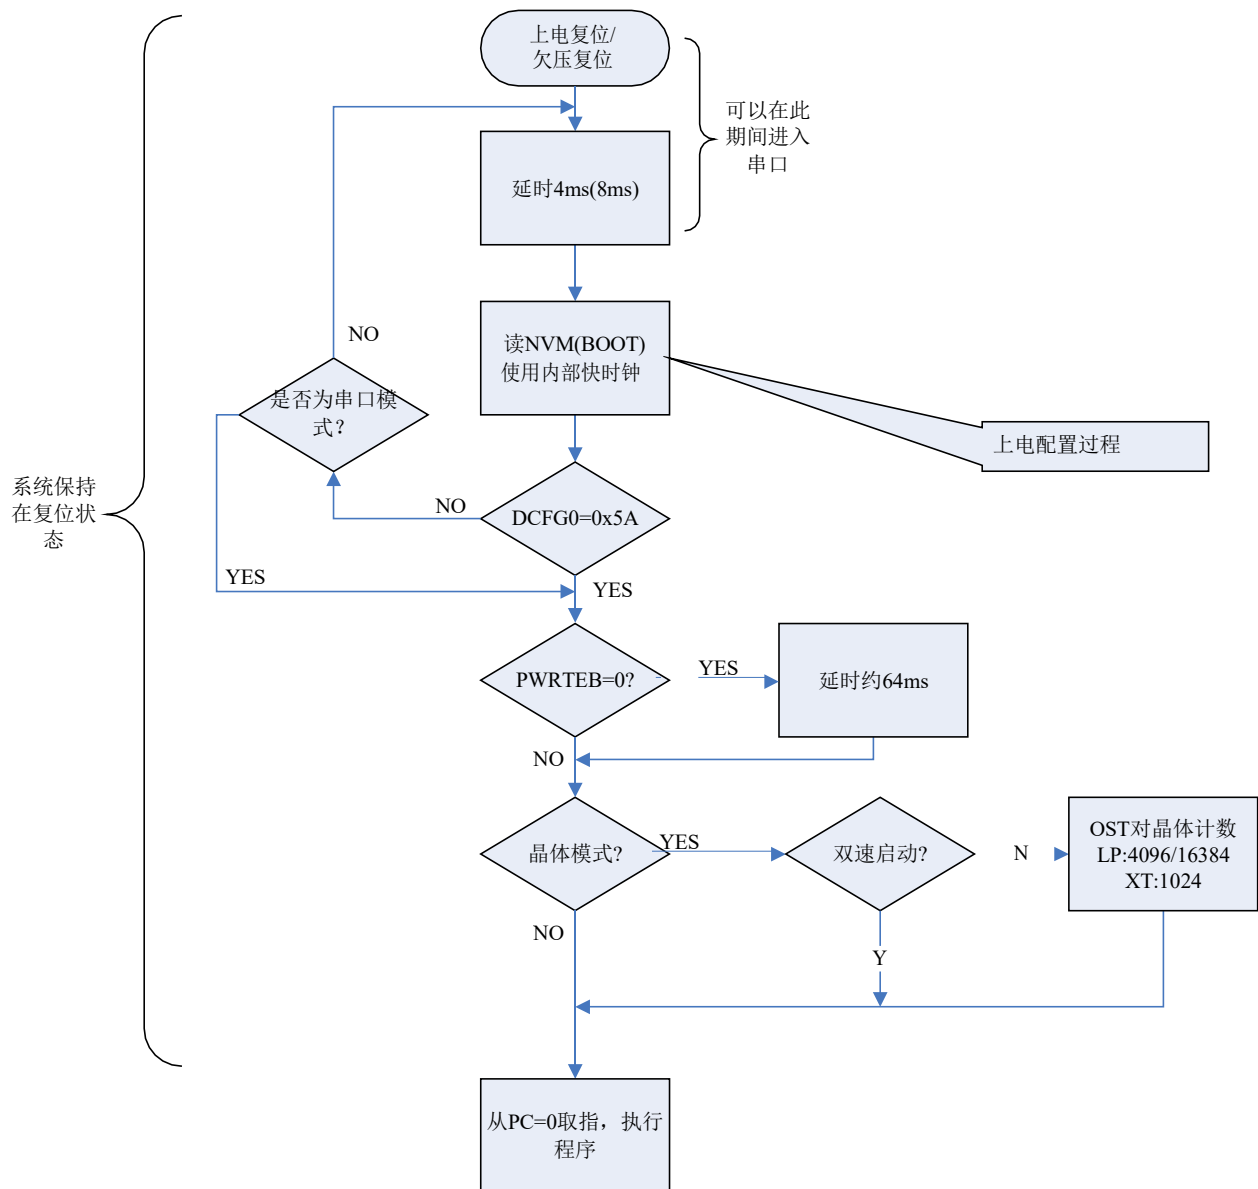 上电复位/
欠压复位
可以在此
期间进入
串口
延时4ms(8ms)
NO
读NVM(BOOT)
使用内部快时钟
是否为串口模
式？
上电配置过程
系统保持
在复位状
态
NO
DCFG0=0x5A
YES
YES
PWRTEB=0?
YES
延时约64ms
NO
晶体模式?
YES
双速启动?
N
OST对晶体计数
LP:4096/16384
XT:1024
NO
Y
从PC=0取指，执行
程序